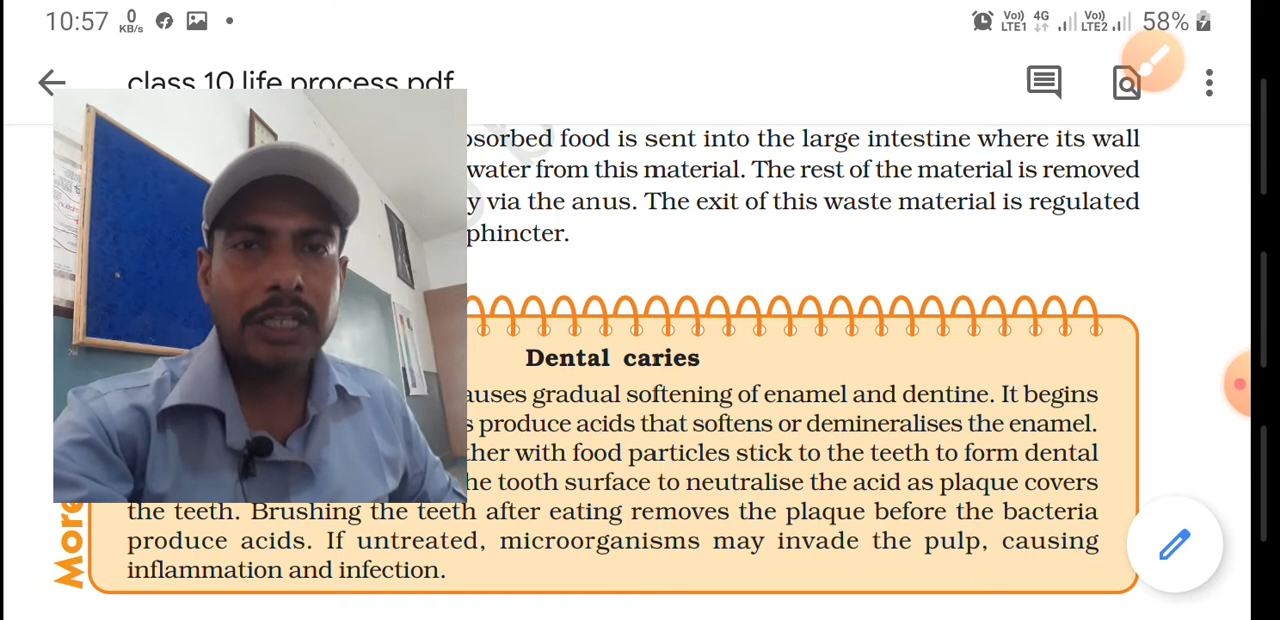 10:57 0 KB/s Vo) LTE1 4G Vo) LTE2 58%
class 10 life process.pdf
food is sent into the large intestine where its wall
water from this material. The rest of the material is removed
via the anus. The exit of this waste material is regulated
Dental caries
gradual softening of enamel and dentine. It begins
produce acids that softens or demineralises the enamel.
with food particles stick to the teeth to form dental
tooth surface to neutralise the acid as plaque covers
the teeth. Brushing the teeth after eating removes the plaque before the bacteria
produce acids. If untreated, microorganisms may invade the pulp, causing
inflammation and infection.
More